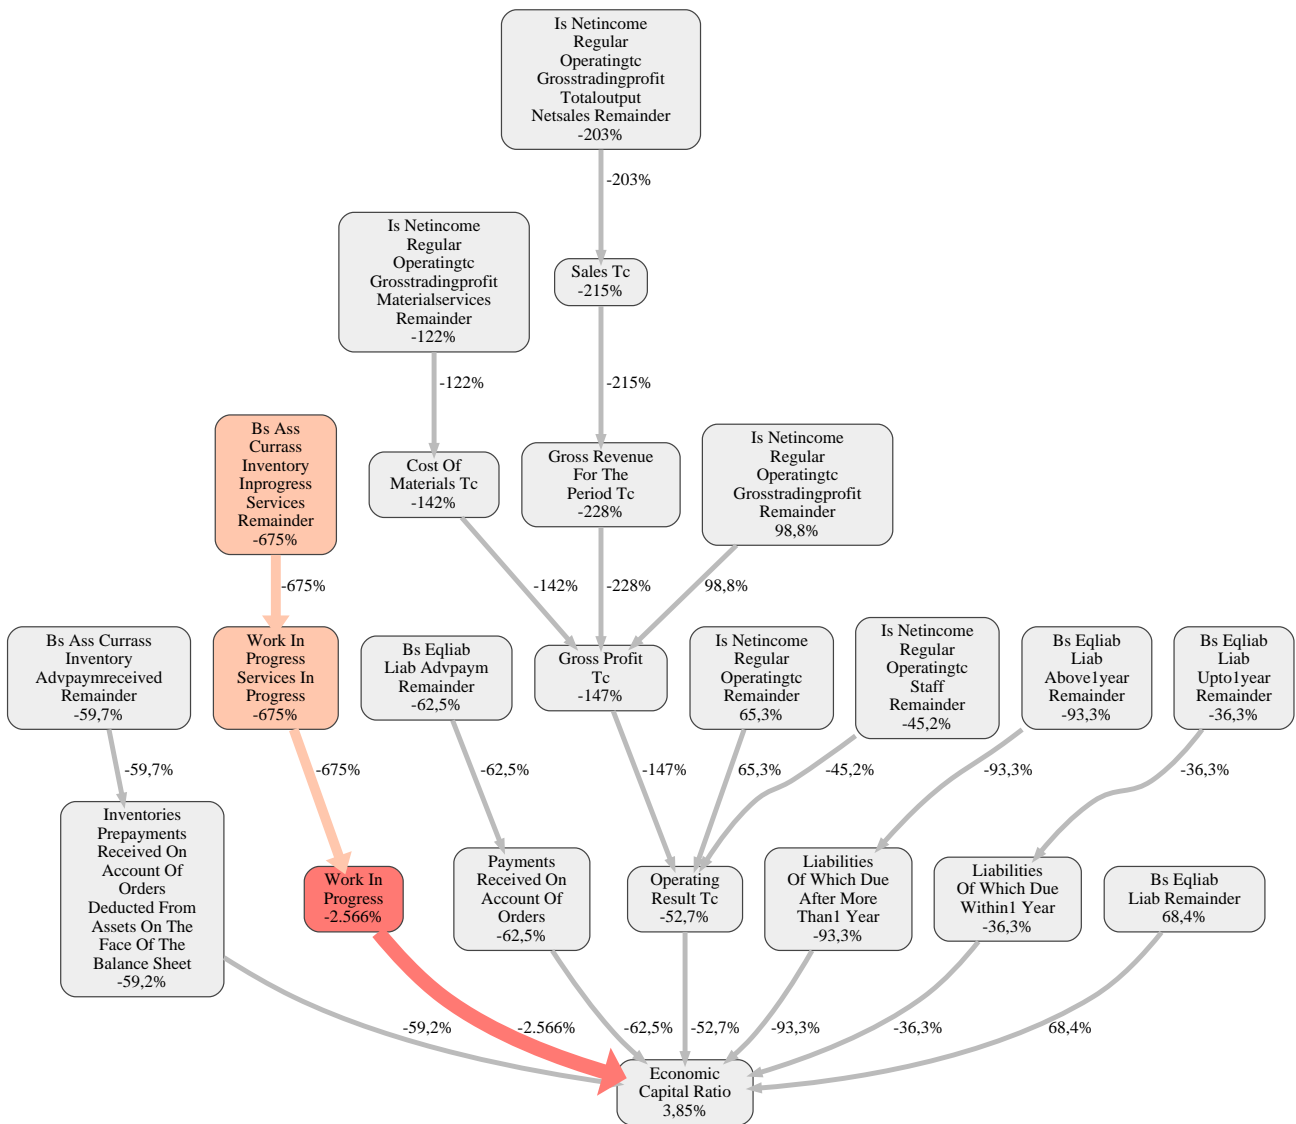 Is Netincome
Regular
Operatingtc
Grosstradingprofit
Totaloutput
Netsales Remainder
-203%
-203%
Is Netincome
Regular
Operatingtc
Grosstradingprofit
Materialservices
Remainder
-122%
Sales Tc
-215%
-122%
-215%
Bs Ass
Currass
Inventory
Inprogress
Services
Remainder
-675%
Cost Of
Materials Tc
-142%
Gross Revenue
For The
Period Tc
-228%
Is Netincome
Regular
Operatingtc
Grosstradingprofit
Remainder
98,8%
-675%
-142%
-228%
98,8%
Bs Ass Currass
Inventory
Advpaymreceived
Remainder
-59,7%
Work In
Progress
Services In
Progress
-675%
Bs Eqliab
Liab Advpaym
Remainder
-62,5%
Gross Profit
Tc
-147%
Is Netincome
Regular
Operatingtc
Remainder
65,3%
Is Netincome
Regular
Operatingtc
Staff
Remainder
-45,2%
Bs Eqliab
Liab
Above1year
Remainder
-93,3%
Bs Eqliab
Liab
Upto1year
Remainder
-36,3%
-59,7%
-675%
-62,5%
-147%
65,3%
-45,2%
-93,3%
-36,3%
Inventories
Prepayments
Received On
Account Of
Orders
Deducted From
Assets On The
Face Of The
Balance Sheet
-59,2%
Work In
Progress
-2.566%
Payments
Received On
Account Of
Orders
-62,5%
Operating
Result Tc
-52,7%
Liabilities
Of Which Due
After More
Than1 Year
-93,3%
Liabilities
Of Which Due
Within1 Year
-36,3%
Bs Eqliab
Liab Remainder
68,4%
-59,2%
-2.566%
-62,5%
-52,7%
-93,3%
-36,3%
68,4%
Economic
Capital Ratio
3,85%